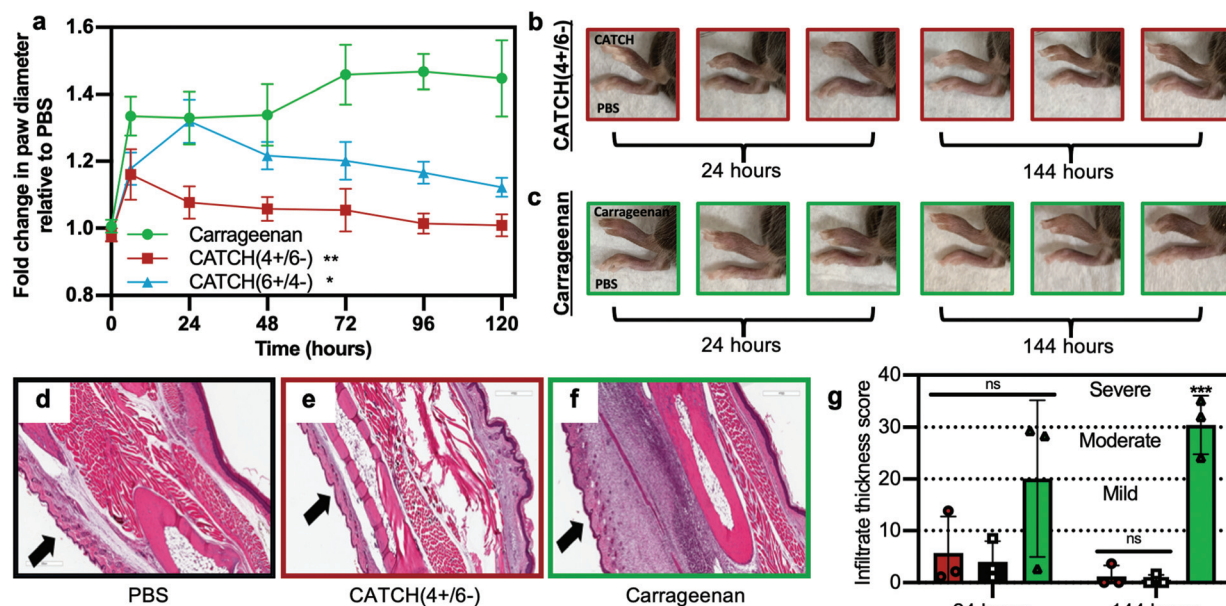 a
1.6
1.4
1.2
1.0
0.8
Fold change in paw diameter
relative to PBS
Carrageenan
CATCH(4+/6-) **
CATCH(6+/4-) *
0 24 48 72 96 120
Time (hours)
b
CATCH(4+/6-)
CATCH
PBS
24 hours
144 hours
c
Carrageenan
Carrageenan
PBS
24 hours
144 hours
d
PBS
e
CATCH(4+/6-)
f
Carrageenan
g
Infiltrate thickness score
40
30
20
10
0
ns
Severe
***
Moderate
Mild
ns